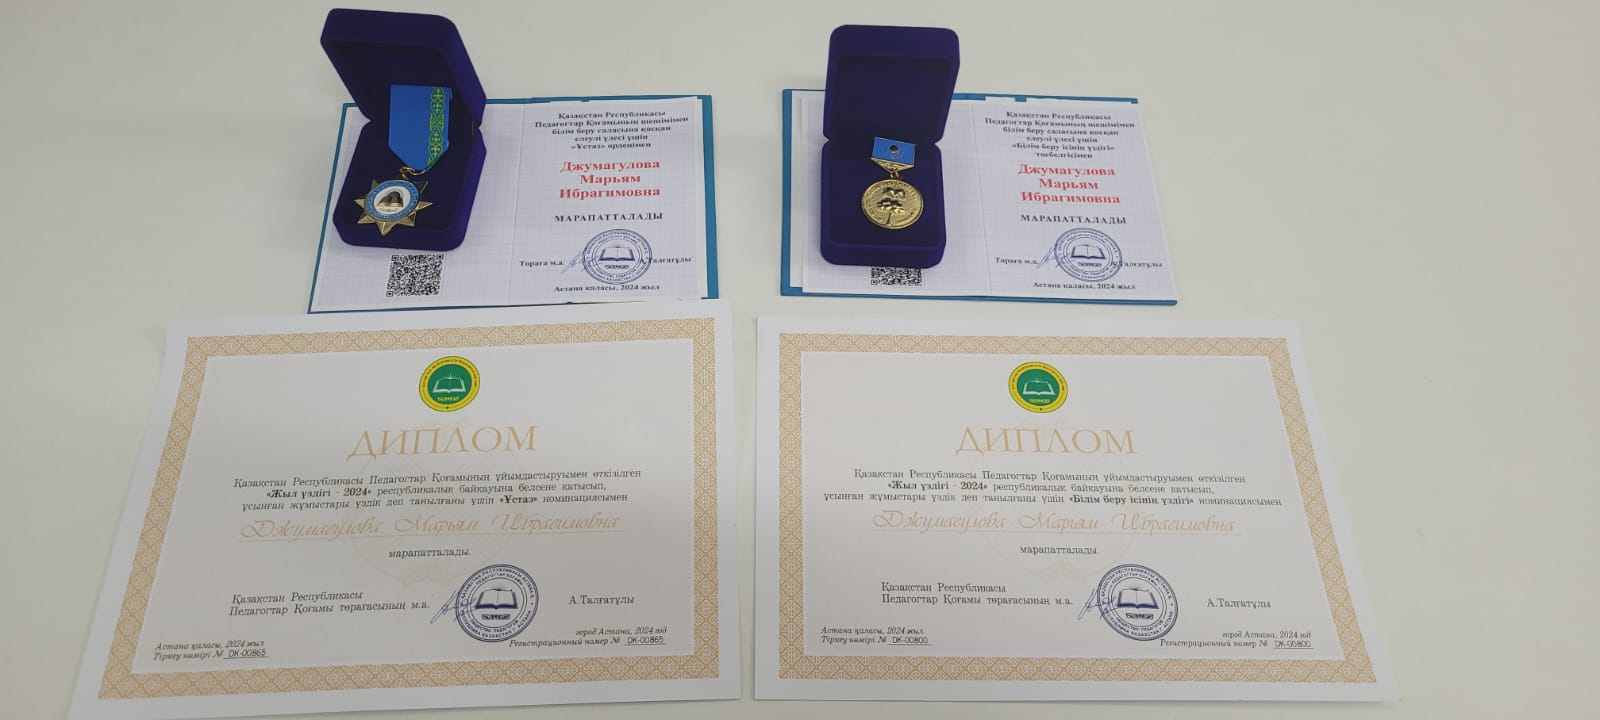 Қазақстан Республикасы
Педагогтар Қоғамының шешімімен
білім беру саласына қосқан
елеулі үлесі үшін
«Ұстаз» орденімен
Джумагулова
Марьям
Ибрагимовна
МАРАПАТТАЛАДЫ
Төраға м.а.
А.Талғатұлы
Астана қаласы, 2024 жыл
Қазақстан Республикасы
Педагогтар Қоғамының шешімімен
білім беру саласына қосқан
елеулі үлесі үшін
«Білім беру ісінің үздігі»
төсбелгісімен
Джумагулова
Марьям
Ибрагимовна
МАРАПАТТАЛАДЫ
Төраға м.а.
А.Талғатұлы
Астана қаласы, 2024 жыл
ДИПЛОМ
Қазақстан Республикасы Педагогтар Қоғамының ұйымдастыруымен өткізілген
«Жыл үздігі - 2024» республикалық байқауына белсене қатысып,
ұсынған жұмыстары үздік деп танылғаны үшін «Ұстаз» номинациясымен
Джумагулова Марьям Ибрагимовна
марапатталады.
Қазақстан Республикасы
Педагогтар Қоғамы төрағасының м.а.
А.Талғатұлы
Астана қаласы, 2024 жыл
Тіркеу нөмірі № DK-00865
город Астана, 2024 год
Регистрационный номер № DK-00865
ДИПЛОМ
Қазақстан Республикасы Педагогтар Қоғамының ұйымдастыруымен өткізілген
«Жыл үздігі - 2024» республикалық байқауына белсене қатысып,
ұсынған жұмыстары үздік деп танылғаны үшін «Білім беру ісінің үздігі» номинациясымен
Джумагулова Марьям Ибрагимовна
марапатталады.
Қазақстан Республикасы
Педагогтар Қоғамы төрағасының м.а.
А.Талғатұлы
Астана қаласы, 2024 жыл
Тіркеу нөмірі № DK-00800
город Астана, 2024 год
Регистрационный номер № DK-00800